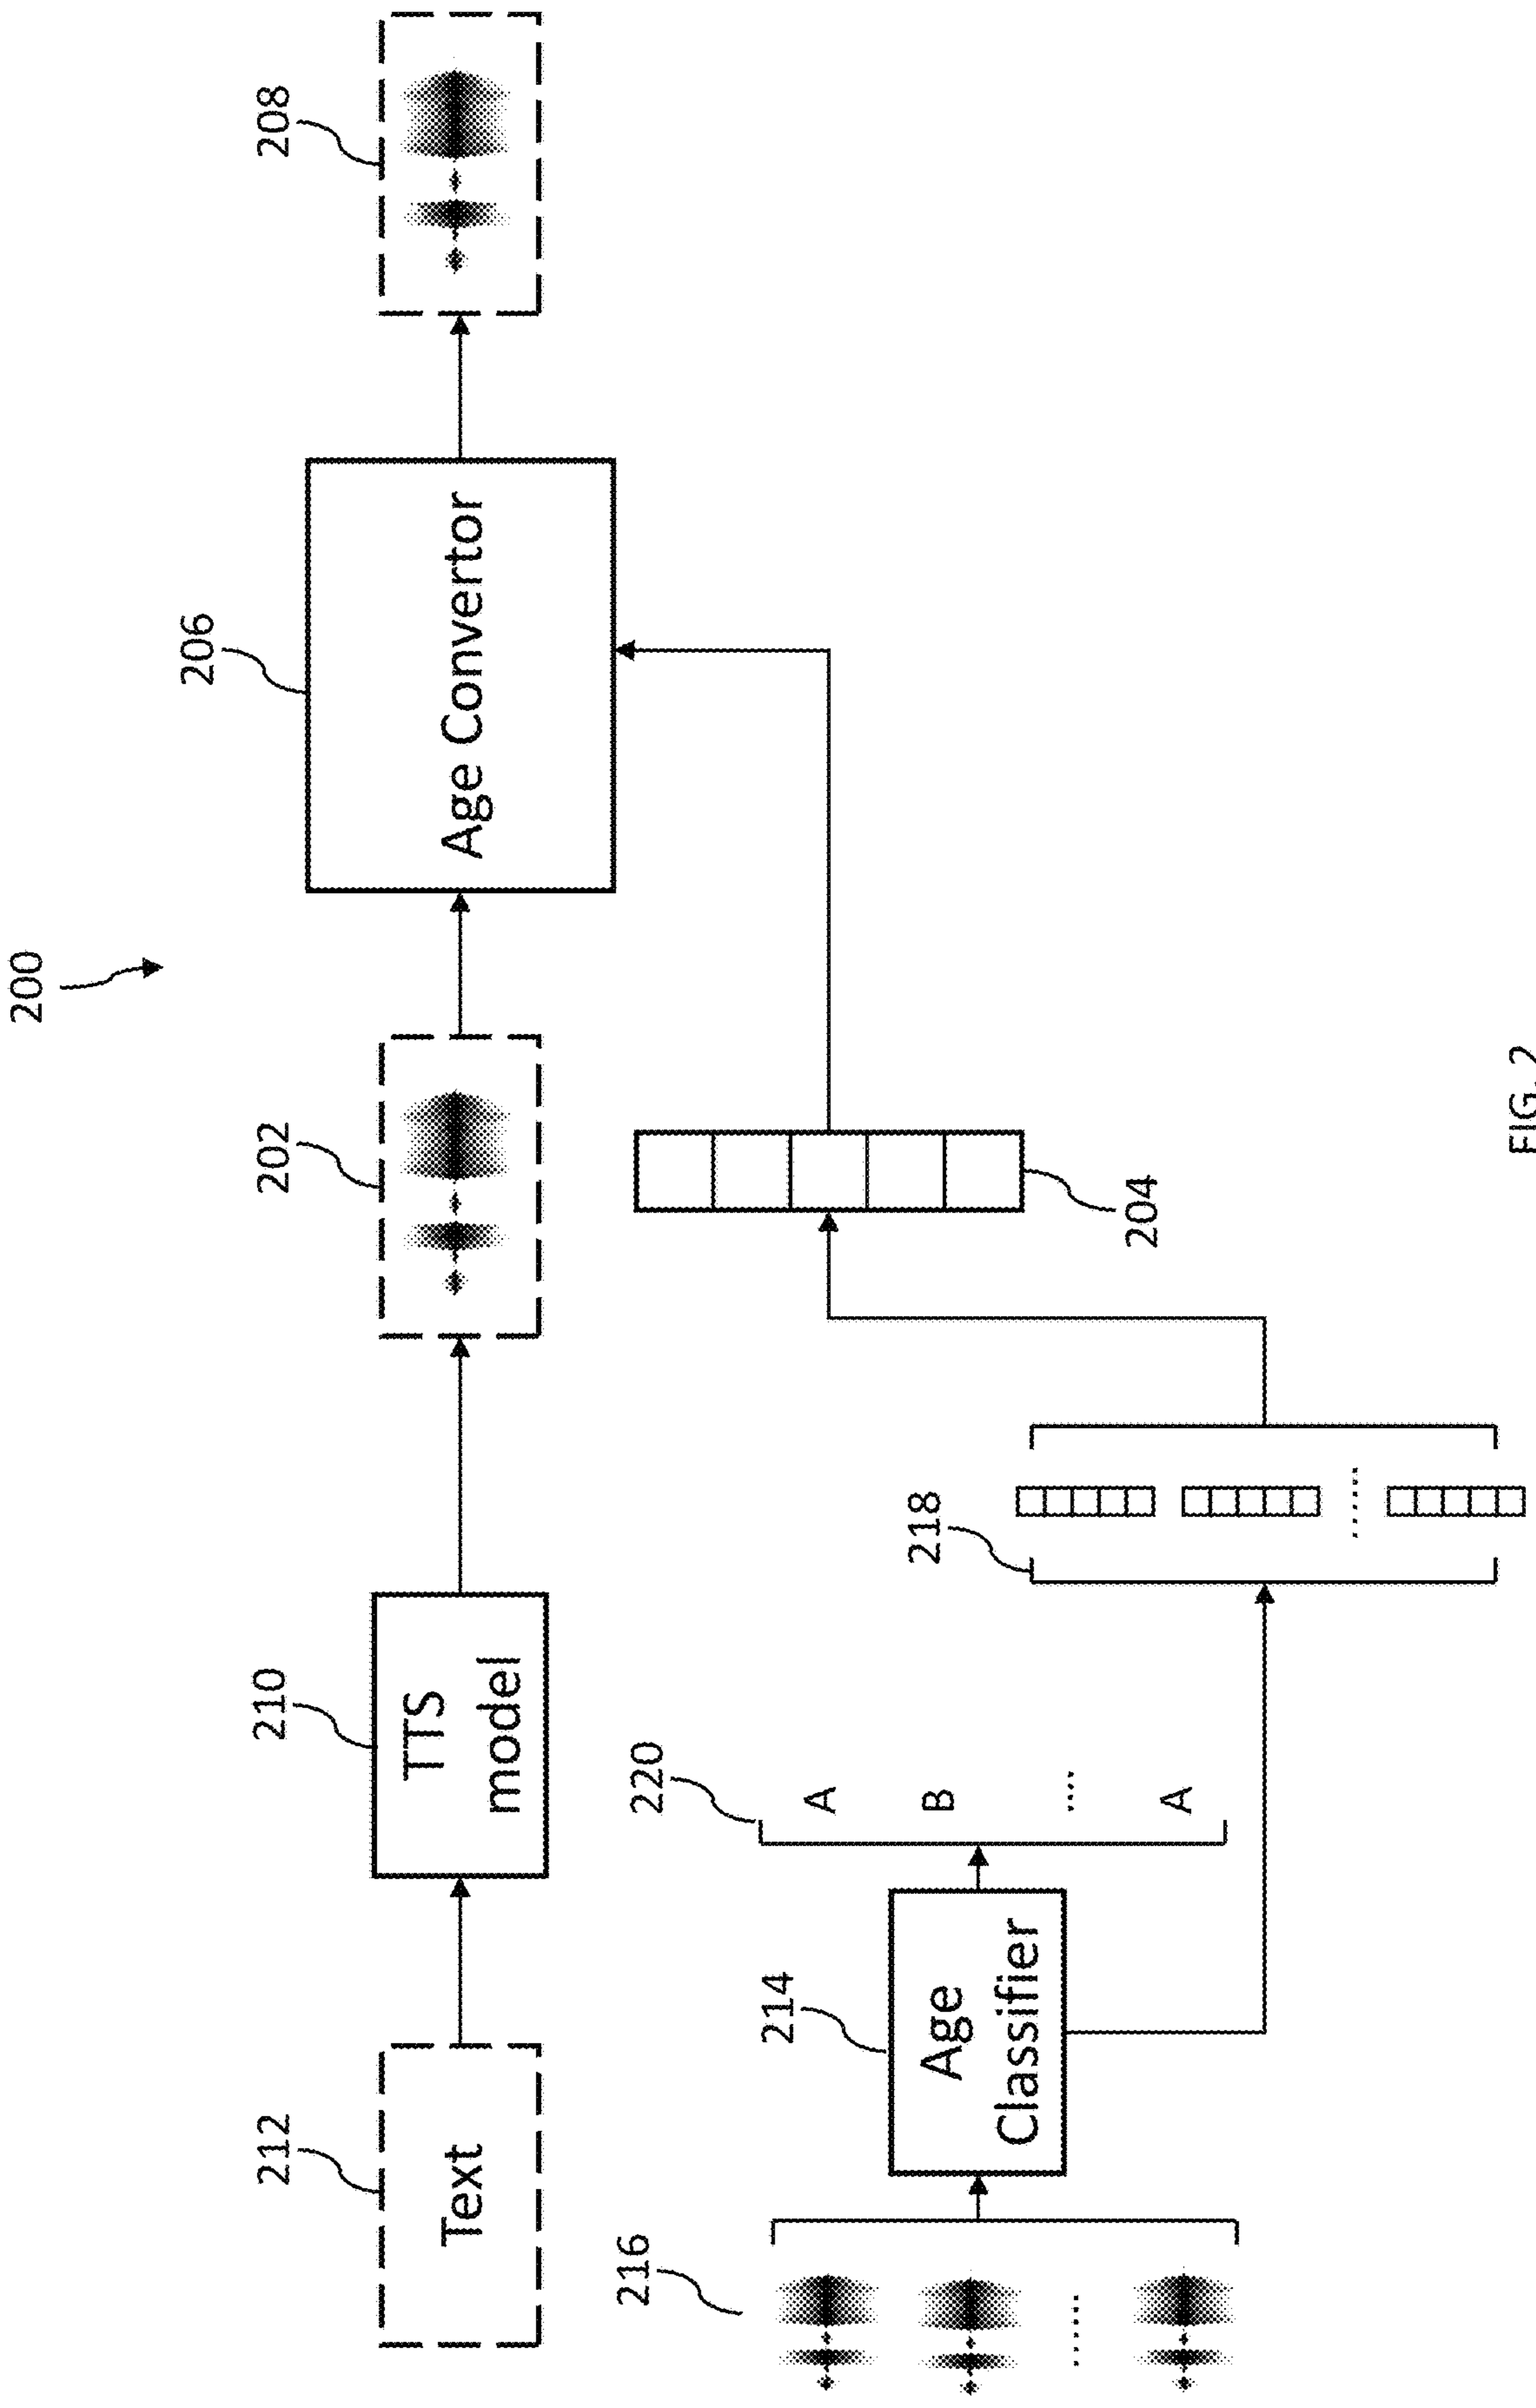 200
212
Text
210
TTS
model
202
206
Age Convertor
208
216
214
Age
Classifier
220
A
B
.....
A
218
......
204
......
FIG. 2